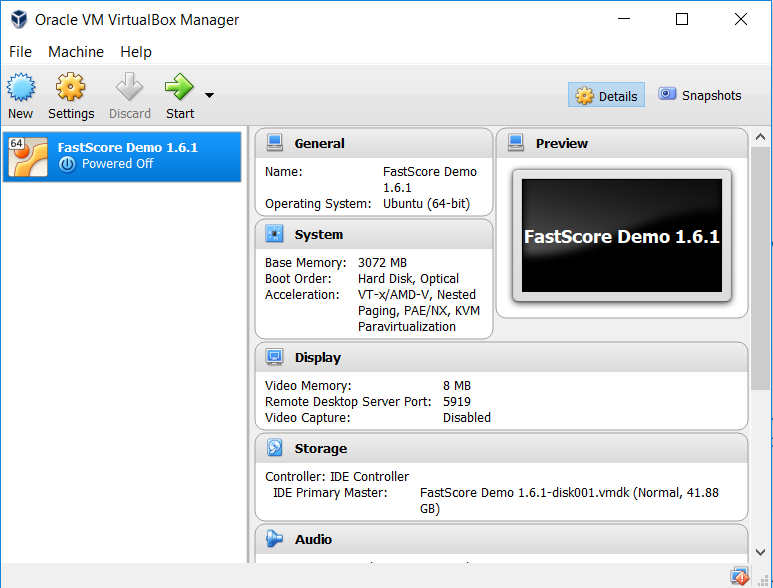 Oracle VM VirtualBox Manager
File Machine Help
New Settings Discard Start
Details Snapshots
64
FastScore Demo 1.6.1
Powered Off
General
Name: FastScore Demo
1.6.1
Operating System: Ubuntu (64-bit)
Preview
FastScore Demo 1.6.1
System
Base Memory: 3072 MB
Boot Order: Hard Disk, Optical
Acceleration: VT-x/AMD-V, Nested
Paging, PAE/NX, KVM
Paravirtualization
Display
Video Memory: 8 MB
Remote Desktop Server Port: 5919
Video Capture: Disabled
Storage
Controller: IDE Controller
IDE Primary Master: FastScore Demo 1.6.1-disk001.vmdk (Normal, 41.88
GB)
Audio